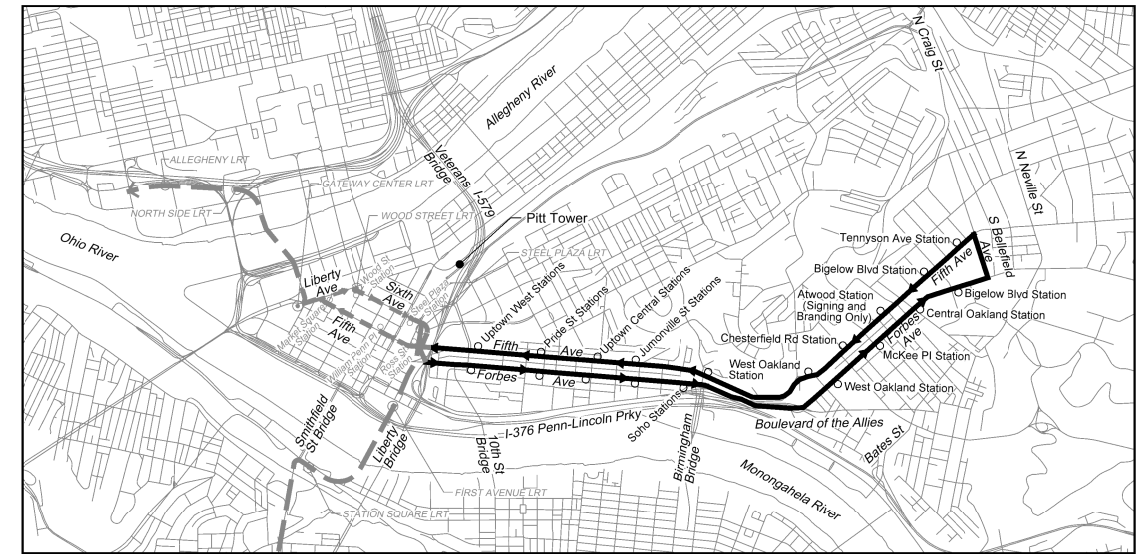 N Craig St
Allegheny River
Veterans
Bridge
I-579
ALLEGHENY LRT
GATEWAY CENTER LRT
N Neville St
NORTH SIDE LRT
WOOD STREET LRT
Pitt Tower
S Bellefield
Ave
Ohio River
STEEL PLAZA LRT
Tennyson Ave Station
Fifth Ave
Liberty
Ave
Wood St
Station
Sixth
Ave
Steel Plaza
Station
Bigelow Blvd Station
Uptown West Stations
Pride St Stations
Uptown Central Stations
Jumonville St Stations
Bigelow Blvd Station
Atwood Station
(Signing and
Branding Only)
Central Oakland Station
Forbes
Ave
Market Square
Station
Fifth
Ave
Chesterfield Rd Station
McKee Pl Station
William Penn Pl
Station
Ross St
Station
Fifth Ave
West Oakland
Station
Forbes Ave
West Oakland Station
Soho Stations
Boulevard of the Allies
I-376 Penn-Lincoln Prky
Smithfield
St Bridge
Liberty
Bridge
10th St
Bridge
Birmingham
Bridge
Bates St
Monongahela River
FIRST AVENUE LRT
STATION SQUARE LRT